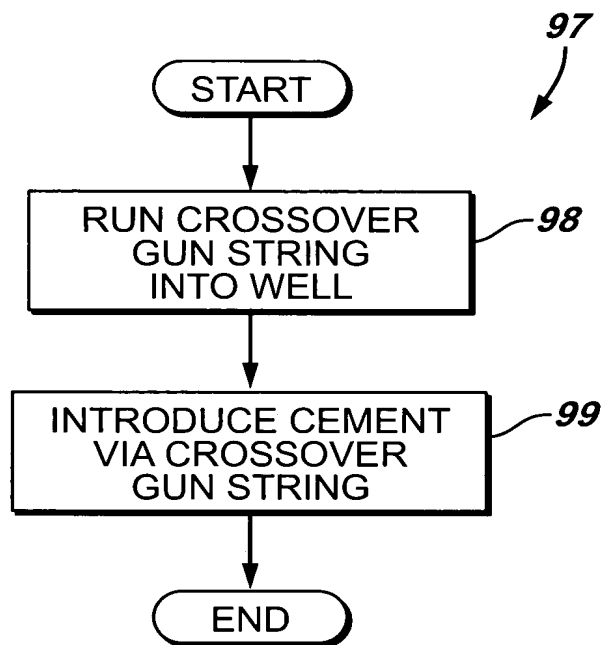 97
START
RUN CROSSOVER
GUN STRING
INTO WELL
98
INTRODUCE CEMENT
VIA CROSSOVER
GUN STRING
99
END